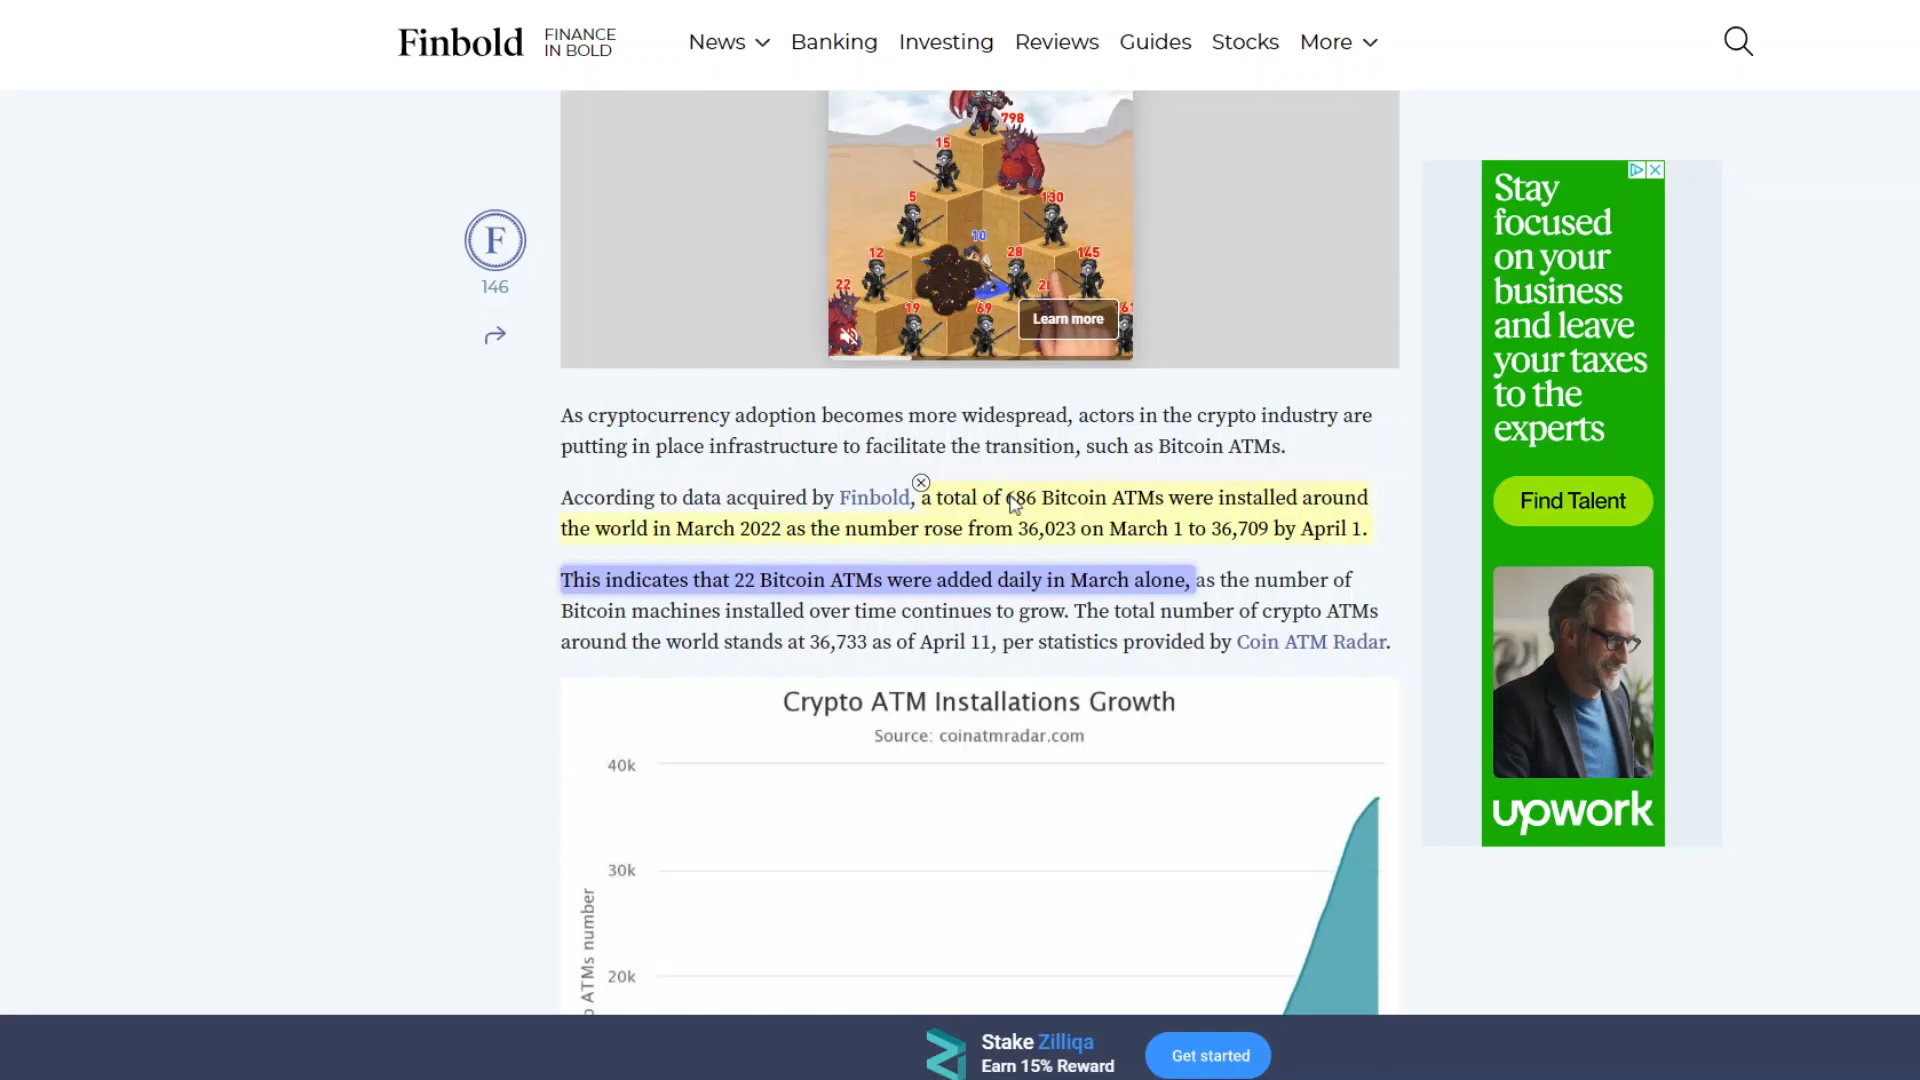 Finbold
FINANCE
IN BOLD
News
Banking
Investing
Reviews
Guides
Stocks
More
798
15
5
130
10
12
28
145
22
19
69
Learn more
F
146
As cryptocurrency adoption becomes more widespread, actors in the crypto industry are
putting in place infrastructure to facilitate the transition, such as Bitcoin ATMs.
According to data acquired by Finbold, a total of 686 Bitcoin ATMs were installed around
the world in March 2022 as the number rose from 36,023 on March 1 to 36,709 by April 1.
This indicates that 22 Bitcoin ATMs were added daily in March alone, as the number of
Bitcoin machines installed over time continues to grow. The total number of crypto ATMs
around the world stands at 36,733 as of April 11, per statistics provided by Coin ATM Radar.
Crypto ATM Installations Growth
Source: coinatmradar.com
40k
30k
20k
ATMs number
Stay
focused
on your
business
and leave
your taxes
to the
experts
Find Talent
upwork
Stake Zilliqa
Earn 15% Reward
Get started